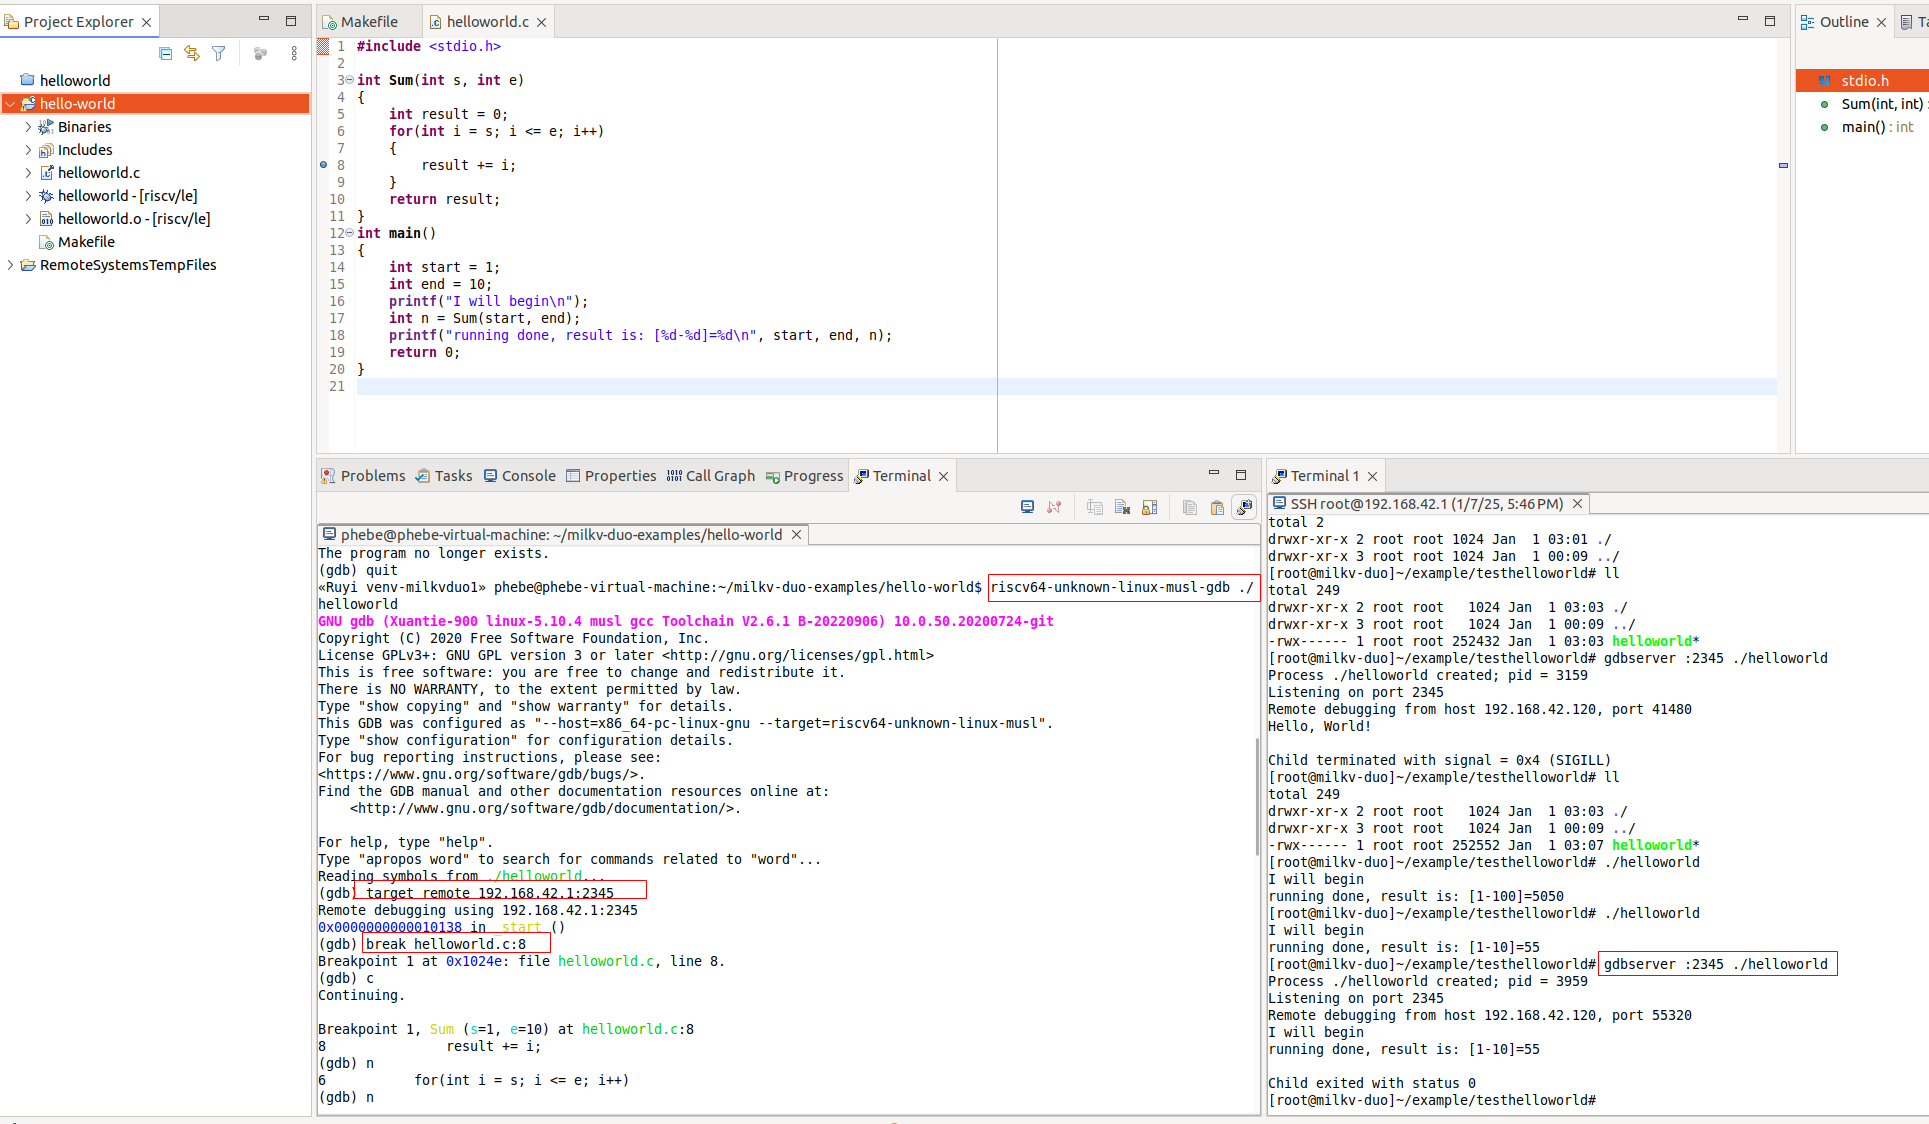 Project Explorer
helloworld
hello-world
Binaries
Includes
helloworld.c
helloworld - [riscv/le]
helloworld.o - [riscv/le]
Makefile
RemoteSystemsTempFiles
Makefile
helloworld.c
1 #include <stdio.h>
2
3 int Sum(int s, int e)
4 {
5     int result = 0;
6     for(int i = s; i <= e; i++)
7     {
8         result += i;
9     }
10     return result;
11 }
12 int main()
13 {
14     int start = 1;
15     int end = 10;
16     printf("I will begin\n");
17     int n = Sum(start, end);
18     printf("running done, result is: [%d-%d]=%d\n", start, end, n);
19     return 0;
20 }
21
Outline
Ta
stdio.h
Sum(int, int) :
main() : int
Problems
Tasks
Console
Properties
Call Graph
Progress
Terminal
phebe@phebe-virtual-machine: ~/milkv-duo-examples/hello-world
The program no longer exists.
(gdb) quit
«Ruyi venv-milkvduo1» phebe@phebe-virtual-machine:~/milkv-duo-examples/hello-world$ riscv64-unknown-linux-musl-gdb ./
helloworld
GNU gdb (Xuantie-900 linux-5.10.4 musl gcc Toolchain V2.6.1 B-20220906) 10.0.50.20200724-git
Copyright (C) 2020 Free Software Foundation, Inc.
License GPLv3+: GNU GPL version 3 or later <http://gnu.org/licenses/gpl.html>
This is free software: you are free to change and redistribute it.
There is NO WARRANTY, to the extent permitted by law.
Type "show copying" and "show warranty" for details.
This GDB was configured as "--host=x86_64-pc-linux-gnu --target=riscv64-unknown-linux-musl".
Type "show configuration" for configuration details.
For bug reporting instructions, please see:
<https://www.gnu.org/software/gdb/bugs/>.
Find the GDB manual and other documentation resources online at:
    <http://www.gnu.org/software/gdb/documentation/>.

For help, type "help".
Type "apropos word" to search for commands related to "word"...
Reading symbols from ./helloworld...
(gdb) target remote 192.168.42.1:2345
Remote debugging using 192.168.42.1:2345
0x0000000000010138 in _start ()
(gdb) break helloworld.c:8
Breakpoint 1 at 0x1024e: file helloworld.c, line 8.
(gdb) c
Continuing.

Breakpoint 1, Sum (s=1, e=10) at helloworld.c:8
8               result += i;
(gdb) n
6           for(int i = s; i <= e; i++)
(gdb) n
Terminal 1
SSH root@192.168.42.1 (1/7/25, 5:46 PM)
total 2
drwxr-xr-x 2 root root 1024 Jan  1 03:01 ./
drwxr-xr-x 3 root root 1024 Jan  1 00:09 ../
[root@milkv-duo]~/example/testhelloworld# ll
total 249
drwxr-xr-x 2 root root   1024 Jan  1 03:03 ./
drwxr-xr-x 3 root root   1024 Jan  1 00:09 ../
-rwx------ 1 root root 252432 Jan  1 03:03 helloworld*
[root@milkv-duo]~/example/testhelloworld# gdbserver :2345 ./helloworld
Process ./helloworld created; pid = 3159
Listening on port 2345
Remote debugging from host 192.168.42.120, port 41480
Hello, World!

Child terminated with signal = 0x4 (SIGILL)
[root@milkv-duo]~/example/testhelloworld# ll
total 249
drwxr-xr-x 2 root root   1024 Jan  1 03:03 ./
drwxr-xr-x 3 root root   1024 Jan  1 00:09 ../
-rwx------ 1 root root 252552 Jan  1 03:07 helloworld*
[root@milkv-duo]~/example/testhelloworld# ./helloworld
I will begin
running done, result is: [1-100]=5050
[root@milkv-duo]~/example/testhelloworld# ./helloworld
I will begin
running done, result is: [1-10]=55
[root@milkv-duo]~/example/testhelloworld# gdbserver :2345 ./helloworld
Process ./helloworld created; pid = 3959
Listening on port 2345
Remote debugging from host 192.168.42.120, port 55320
I will begin
running done, result is: [1-10]=55

Child exited with status 0
[root@milkv-duo]~/example/testhelloworld#